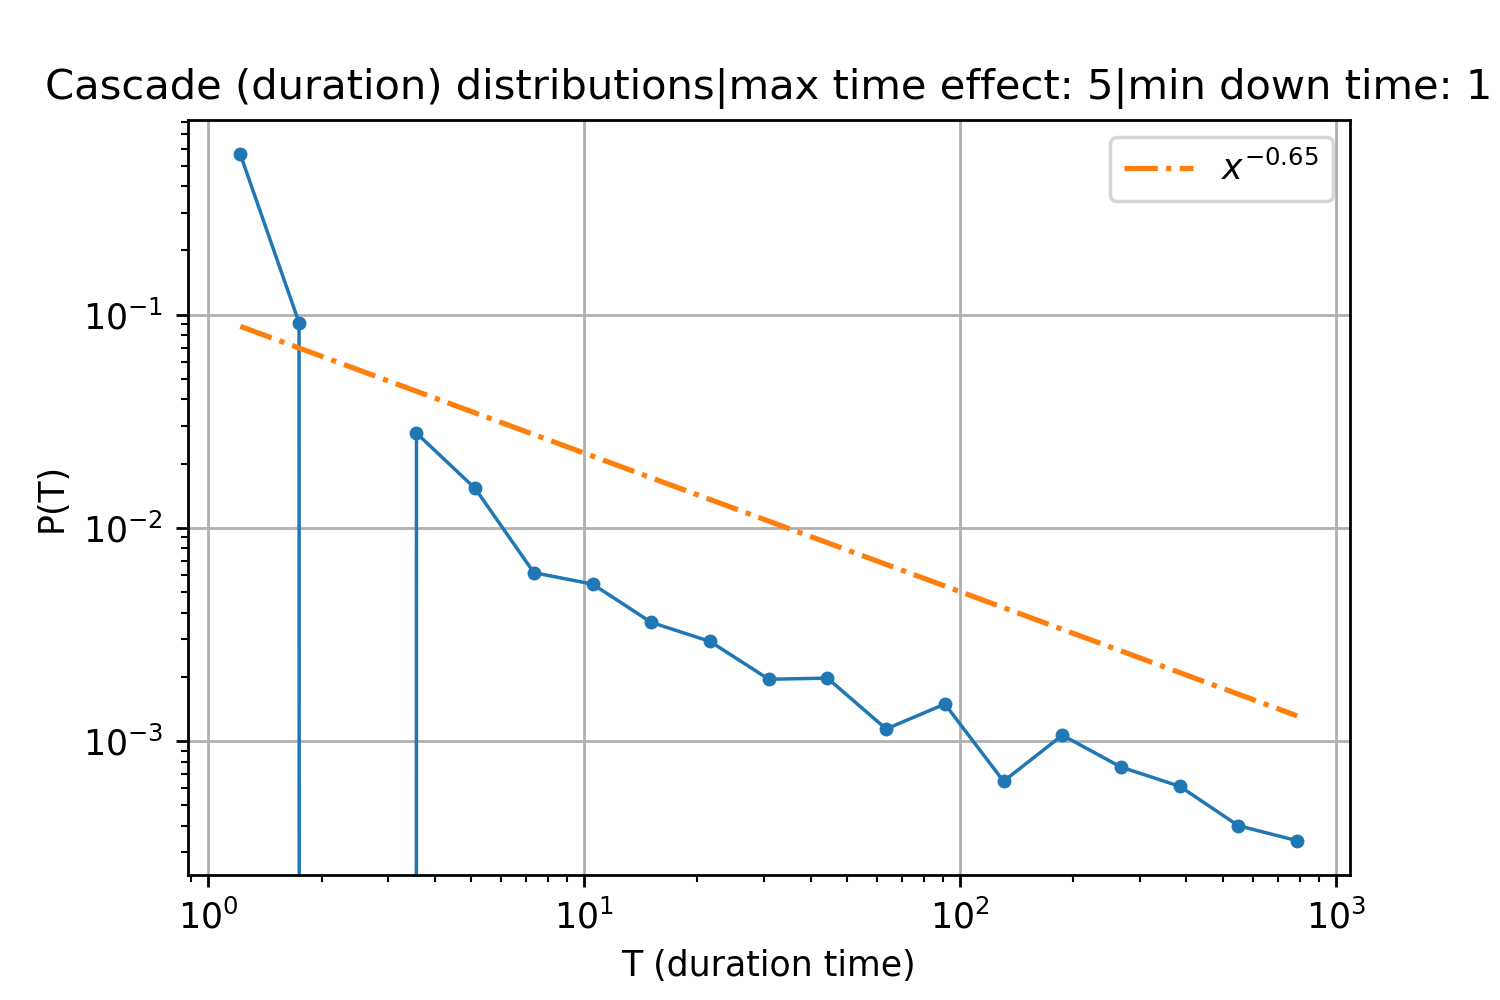 Cascade (duration) distributions|max time effect: 5|min down time: 1
x^{-0.65}
P(T)
10^{-1}
10^{-2}
10^{-3}
10^0 10^1 10^2 10^3
T (duration time)